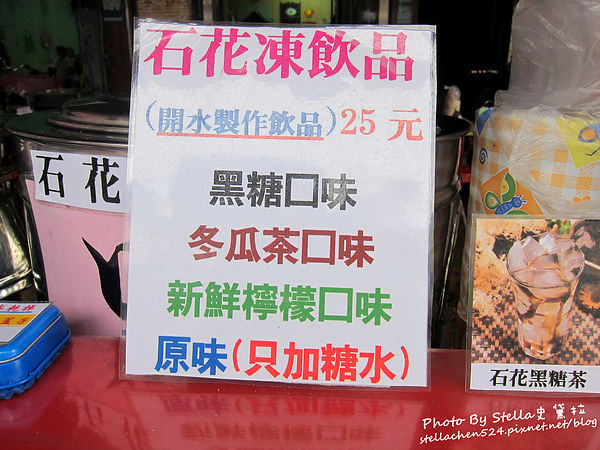 石花凍飲品
(開水製作飲品)25元
黑糖口味
冬瓜茶口味
新鮮檸檬口味
原味(只加糖水)
石花
石花黑糖茶
Photo By Stella史黛拉
stellachen524.pixnet.net/blog